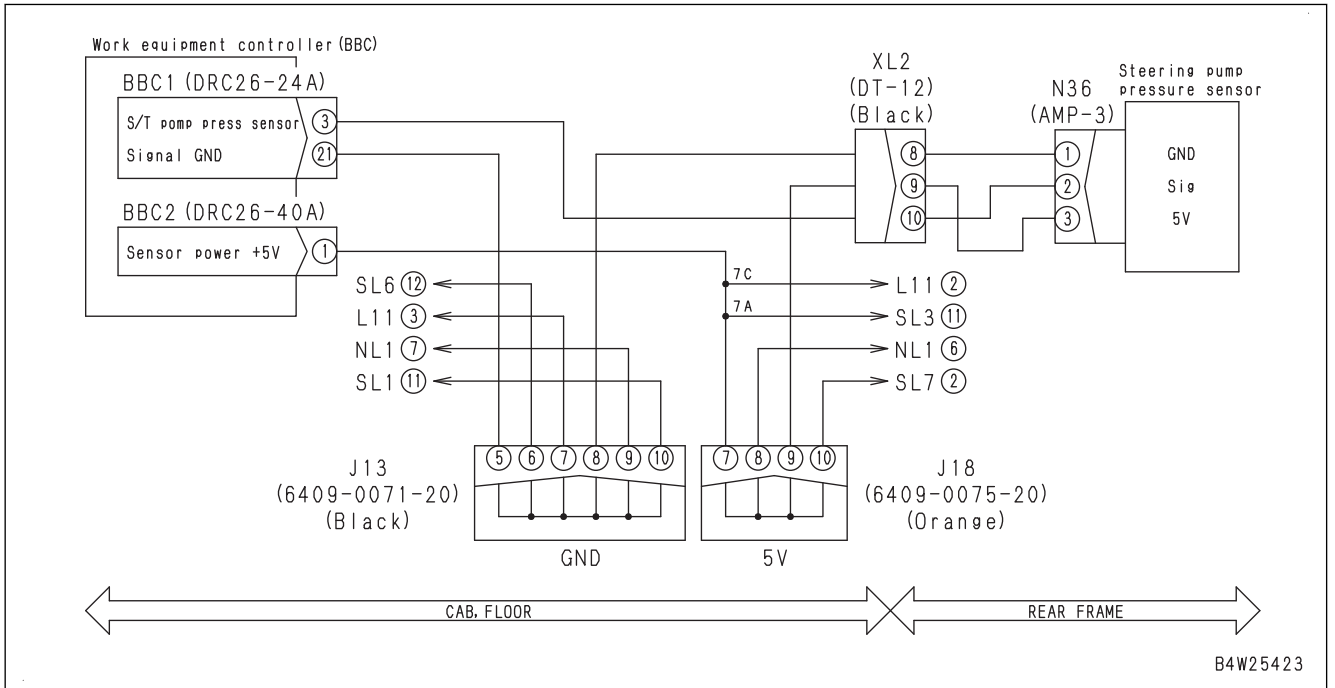 Work equipment controller(BBC)
BBC1(DRC26-24A)
S/T pomp press sensor 3
Signal GND 21
BBC2(DRC26-40A)
Sensor power +5V 1
XL2
(DT-12)
(Black)
8
9
10
N36
(AMP-3)
1
2
3
Steering pump
pressure sensor
GND
Sig
5V
SL6 12
L11 3
NL1 7
SL1 11
7C
7A
L11 2
SL3 11
NL1 6
SL7 2
5 6 7 8 9 10
J13
(6409-0071-20)
(Black)
GND
7 8 9 10
J18
(6409-0075-20)
(Orange)
5V
CAB, FLOOR
REAR FRAME
B4W25423